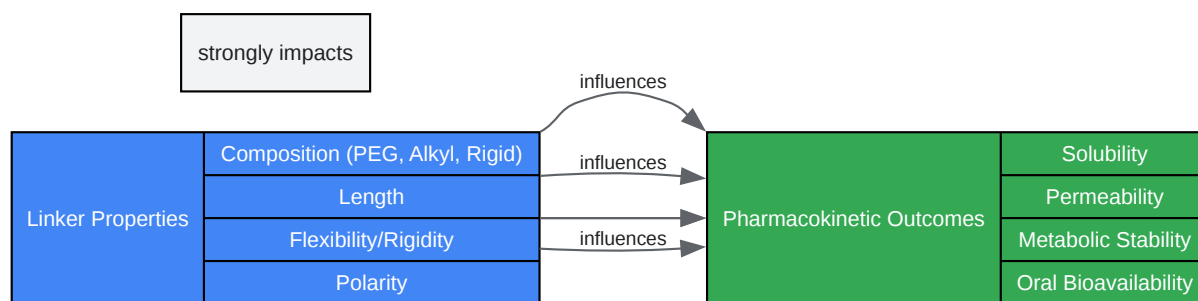 strongly impacts
influences
influences
influences
Linker Properties
Composition (PEG, Alkyl, Rigid)
Length
Flexibility/Rigidity
Polarity
Pharmacokinetic Outcomes
Solubility
Permeability
Metabolic Stability
Oral Bioavailability